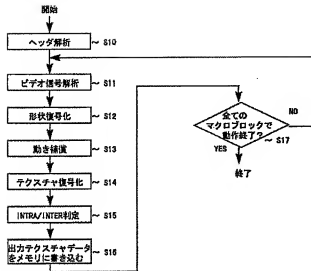 開始
ヘッダ解析 ~ S10
ビデオ信号解析 ~ S11
形状復号化 ~ S12
動き補償 ~ S13
テクスチャ復号化 ~ S14
INTRA/INTER判定 ~ S15
出力テクスチャデータ
をメモリに書き込む ~ S16
全ての
マクロブロックで
動作終了?
~ S17
NO
YES
終了